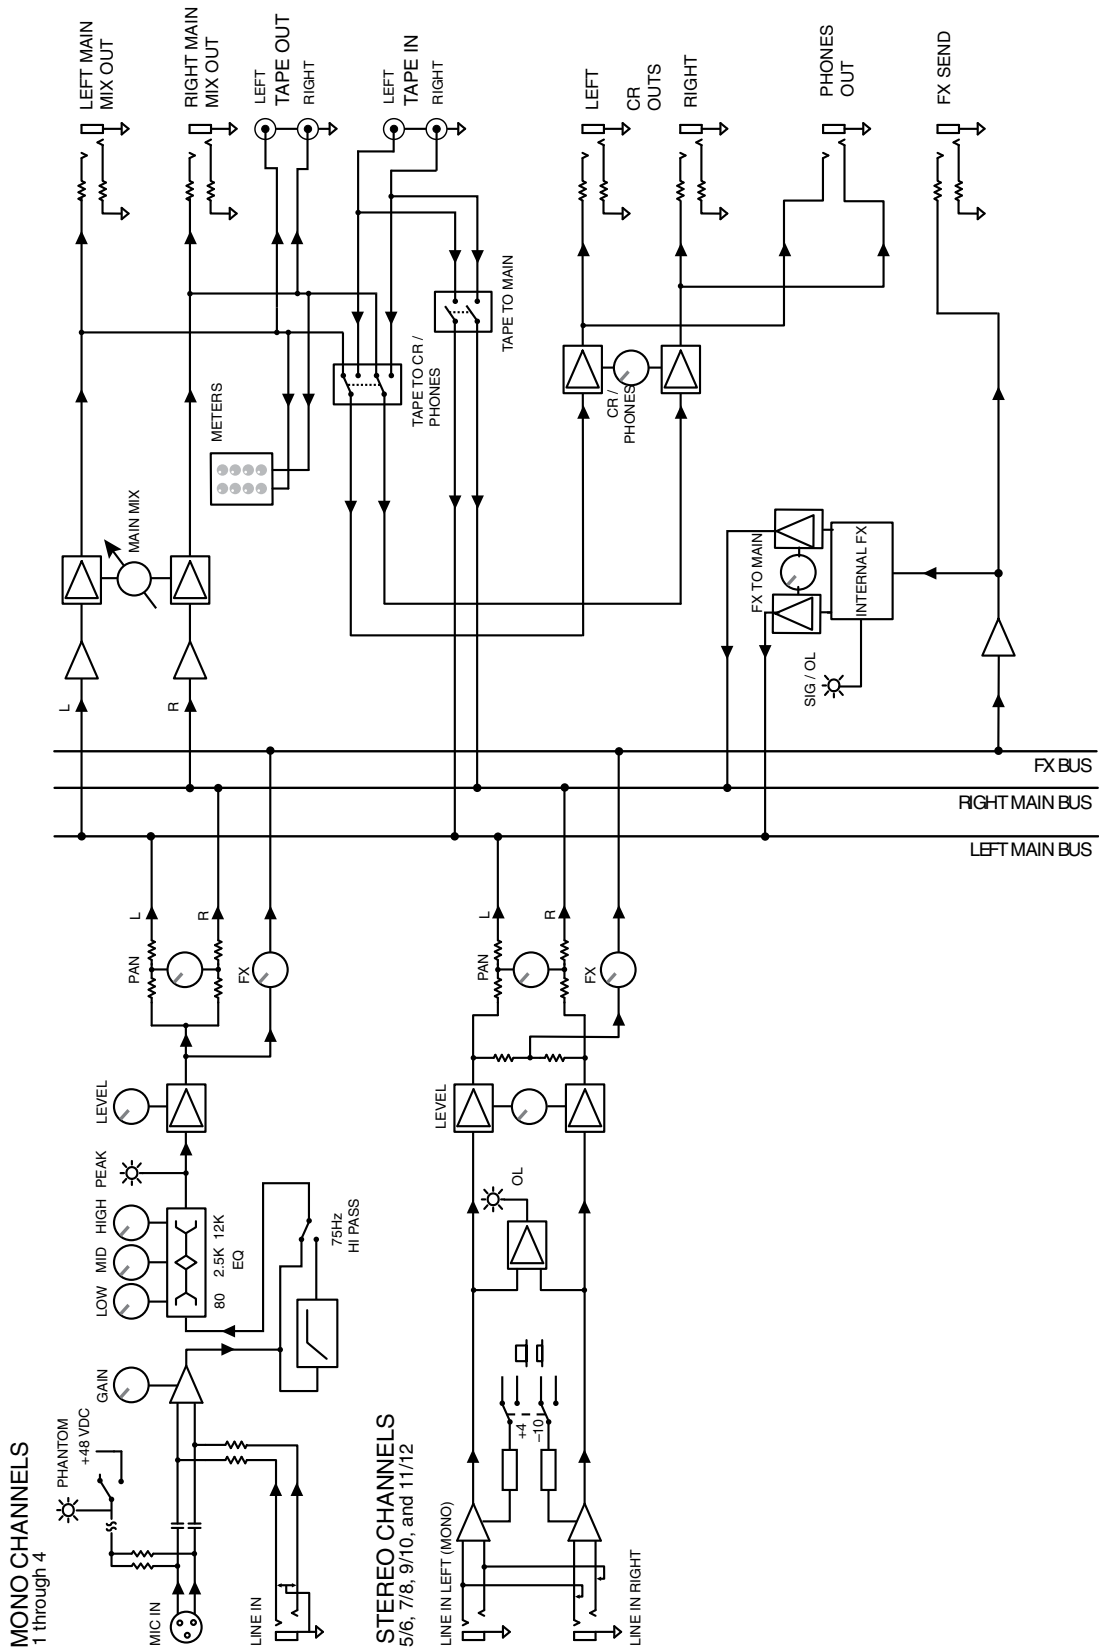 LEFT MAIN
MIX OUT
RIGHT MAIN
MIX OUT
LEFT
TAPE OUT
RIGHT
LEFT
TAPE IN
RIGHT
LEFT
CR
OUTS
RIGHT
PHONES
OUT
FX SEND
METERS
TAPE TO CR /
PHONES
TAPE TO MAIN
CR /
PHONES
MAIN MIX
FX TO MAIN
INTERNAL FX
SIG / OL
L
R
FX BUS
RIGHT MAIN BUS
LEFT MAIN BUS
L
R
PAN
FX
L
R
PAN
FX
LEVEL
PEAK
HIGH
MID
LOW
80
2.5K
12K
EQ
75Hz
HI PASS
GAIN
PHANTOM
+48 VDC
MONO CHANNELS
1 through 4
MIC IN
LINE IN
LEVEL
OL
+4
–10
STEREO CHANNELS
5/6, 7/8, 9/10, and 11/12
LINE IN LEFT (MONO)
LINE IN RIGHT